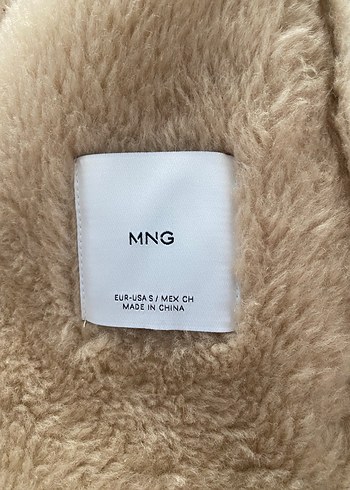 MNG
EUR-USA S / MEX CH
MADE IN CHINA